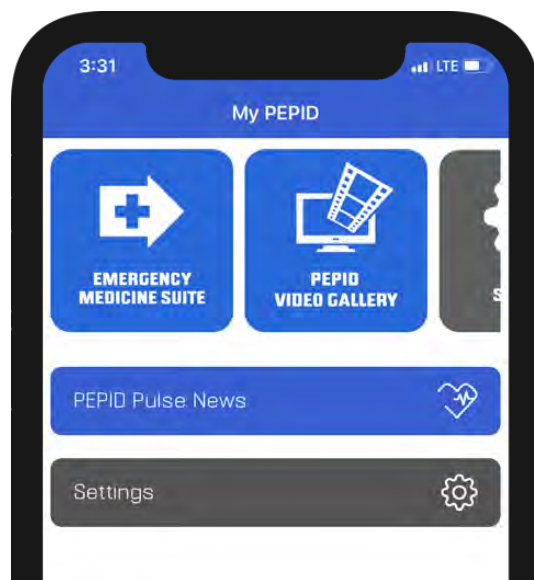 3:31
LTE
My PEPID
EMERGENCY
MEDICINE SUITE
PEPID
VIDEO GALLERY
S
PEPID Pulse News
Settings